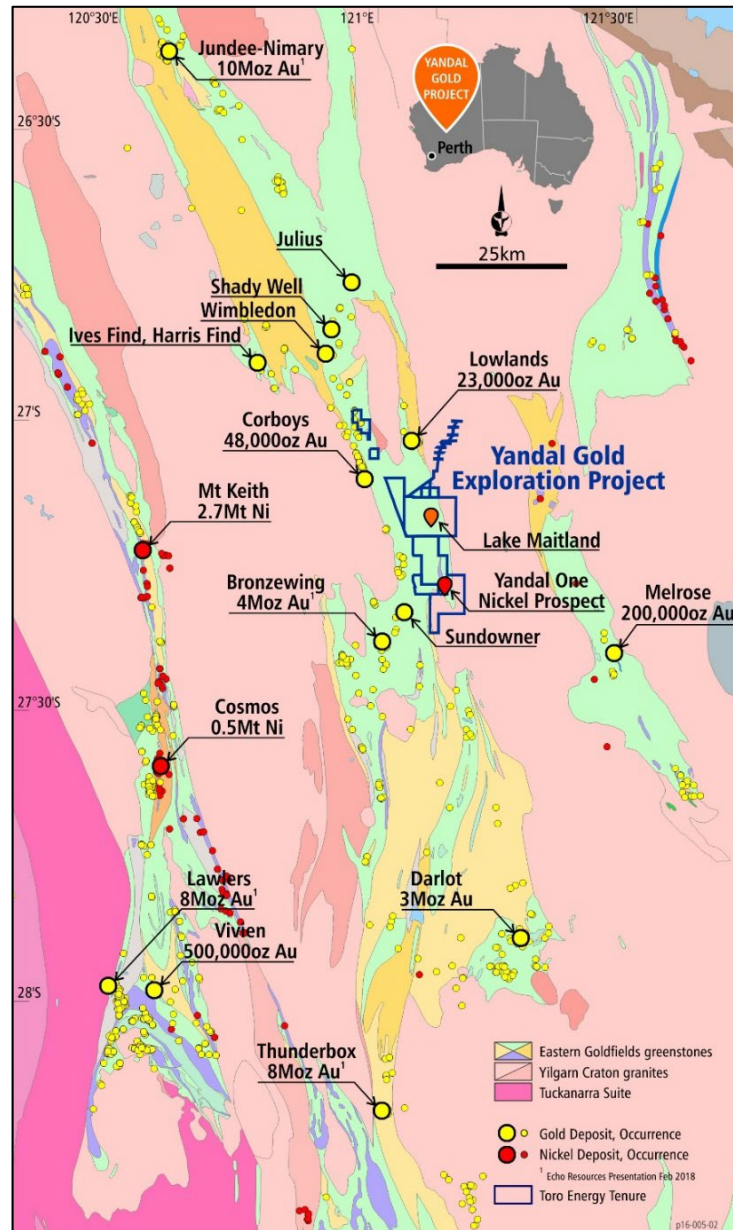 120°30'E
121°E
121°30'E
Jundee-Nimary
10Moz Au¹
YANDAL
GOLD
PROJECT
Perth
26°30'S
25km
Julius
Shady Well
Wimbledon
Ives Find, Harris Find
Lowlands
23,000oz Au
27°S
Corboys
48,000oz Au
Yandal Gold
Exploration Project
Mt Keith
2.7Mt Ni
Lake Maitland
Bronzewing
4Moz Au¹
Yandal One
Nickel Prospect
Melrose
200,000oz Au
Sundowner
27°30'S
Cosmos
0.5Mt Ni
Lawlers
8Moz Au¹
Darlot
3Moz Au
Vivien
500,000oz Au
28°S
Thunderbox
8Moz Au¹
Eastern Goldfields greenstones
Yilgarn Craton granites
Tuckanarra Suite
Gold Deposit, Occurrence
Nickel Deposit, Occurrence
¹ Echo Resources Presentation Feb 2018
Toro Energy Tenure
p16-005-02